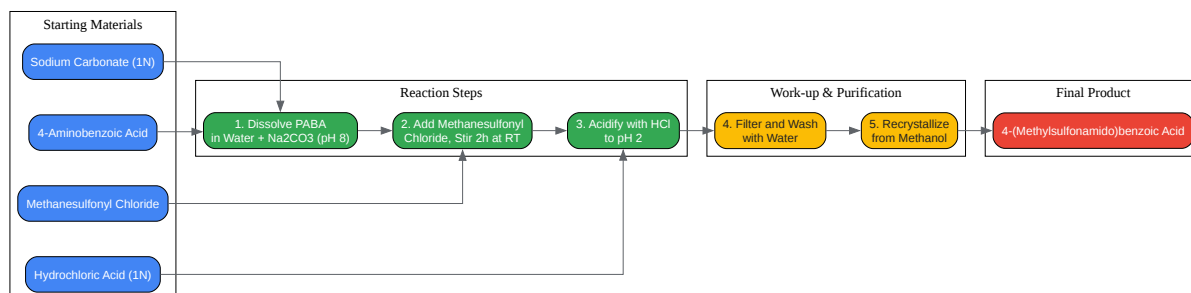 Starting Materials
Sodium Carbonate (1N)
4-Aminobenzoic Acid
Methanesulfonyl Chloride
Hydrochloric Acid (1N)
Reaction Steps
1. Dissolve PABA
in Water + Na2CO3 (pH 8)
2. Add Methanesulfonyl
Chloride, Stir 2h at RT
3. Acidify with HCl
to pH 2
Work-up & Purification
4. Filter and Wash
with Water
5. Recrystallize
from Methanol
Final Product
4-(Methylsulfonamido)benzoic Acid